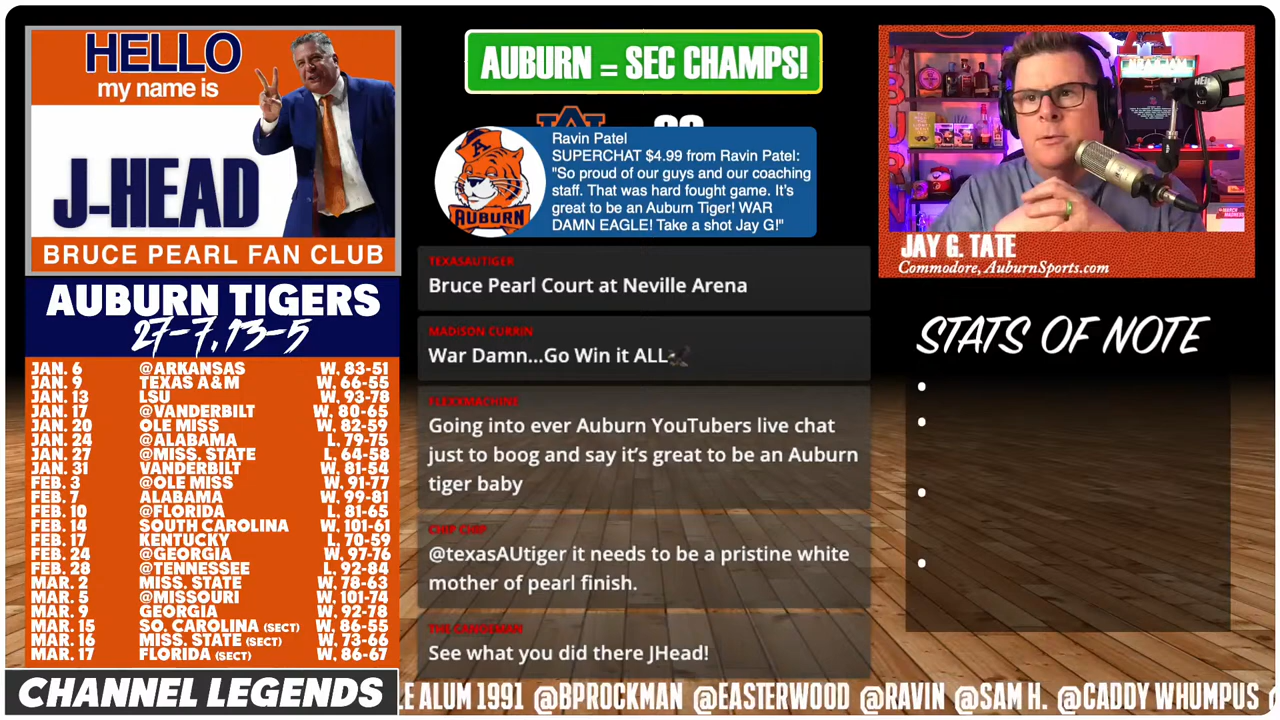 HELLO
my name is
J-HEAD
BRUCE PEARL FAN CLUB
AUBURN TIGERS
27-7, 13-5
JAN. 6 @ARKANSAS W, 83-51
JAN. 9 TEXAS A&M W, 66-55
JAN. 13 LSU W, 93-78
JAN. 17 @VANDERBILT W, 80-65
JAN. 20 OLE MISS W, 82-59
JAN. 24 @ALABAMA L, 79-75
JAN. 27 @MISS. STATE L, 64-58
JAN. 31 VANDERBILT W, 81-54
FEB. 3 @OLE MISS W, 91-77
FEB. 7 ALABAMA W, 99-81
FEB. 10 @FLORIDA L, 81-65
FEB. 14 SOUTH CAROLINA W, 101-61
FEB. 17 KENTUCKY L, 70-59
FEB. 24 @GEORGIA W, 97-76
FEB. 28 @TENNESSEE L, 92-84
MAR. 2 MISS. STATE W, 78-63
MAR. 5 @MISSOURI W, 101-74
MAR. 9 GEORGIA W, 92-78
MAR. 15 SO. CAROLINA (SECT) W, 86-55
MAR. 16 MISS. STATE (SECT) W, 73-66
MAR. 17 FLORIDA (SECT) W, 86-67
AUBURN = SEC CHAMPS!
AUBURN
Ravin Patel
SUPERCHAT $4.99 from Ravin Patel:
"So proud of our guys and our coaching
staff. That was hard fought game. It's
great to be an Auburn Tiger! WAR
DAMN EAGLE! Take a shot Jay G!"
TEXASAUTIGER
Bruce Pearl Court at Neville Arena
MADISON CURRIN
War Damn...Go Win it ALL
FLEXXMACHINE
Going into ever Auburn YouTubers live chat
just to boog and say it's great to be an Auburn
tiger baby
CHIP CHIP
@texasAUtiger it needs to be a pristine white
mother of pearl finish.
THE CANDYMAN
See what you did there JHead!
JAY G. TATE
Commodore, AuburnSports.com
STATS OF NOTE
CHANNEL LEGENDS
LE ALUM 1991 @BPROCKMAN @EASTERWOOD @RAVIN @SAM H. @CADDY WHUMPUS